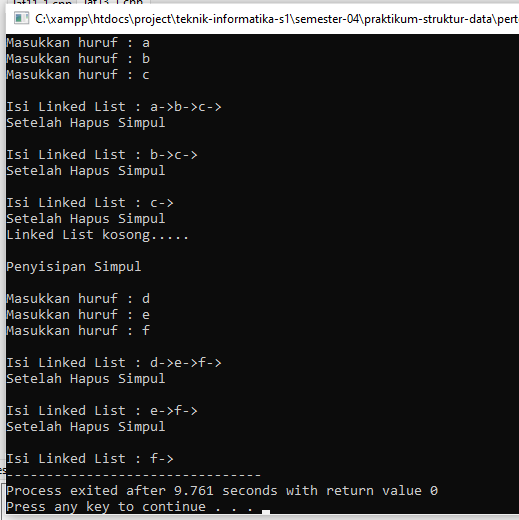 C:\xampp\htdocs\project\teknik-informatika-s1\semester-04\praktikum-struktur-data\pert
Masukkan huruf : a
Masukkan huruf : b
Masukkan huruf : c
Isi Linked List : a->b->c->
Setelah Hapus Simpul
Isi Linked List : b->c->
Setelah Hapus Simpul
Isi Linked List : c->
Setelah Hapus Simpul
Linked List kosong.....
Penyisipan Simpul
Masukkan huruf : d
Masukkan huruf : e
Masukkan huruf : f
Isi Linked List : d->e->f->
Setelah Hapus Simpul
Isi Linked List : e->f->
Setelah Hapus Simpul
Isi Linked List : f->
--------------------------------
Process exited after 9.761 seconds with return value 0
Press any key to continue . . .